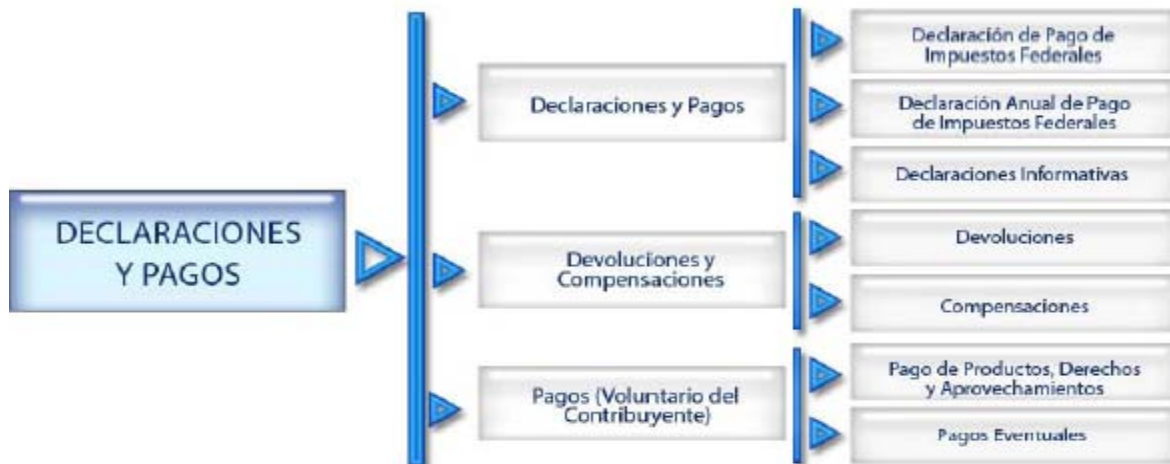 DECLARACIONES
Y PAGOS
Declaraciones y Pagos
Declaración de Pago de
Impuestos Federales
Declaración Anual de Pago
de Impuestos Federales
Declaraciones Informativas
Devoluciones y
Compensaciones
Devoluciones
Compensaciones
Pagos (Voluntario del
Contribuyente)
Pago de Productos, Derechos
y Aprovechamientos
Pagos Eventuales